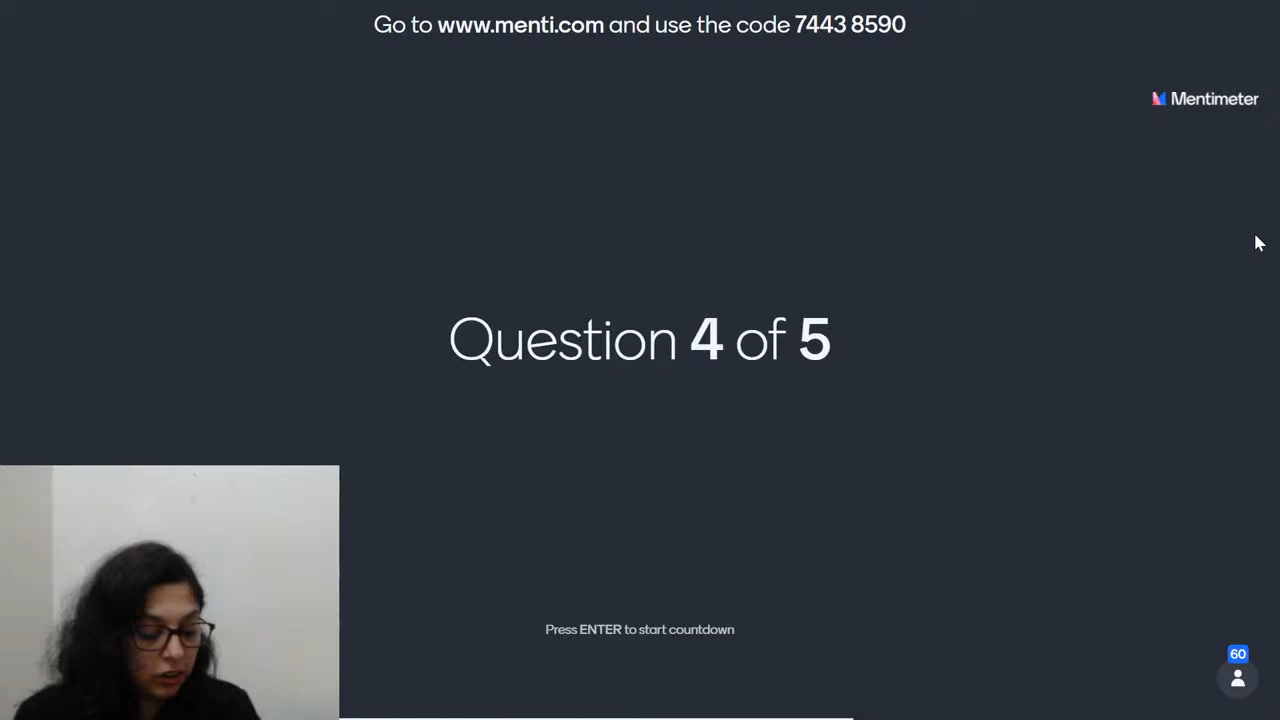 Go to www.menti.com and use the code 7443 8590
Mentimeter
Question 4 of 5
Press ENTER to start countdown
60